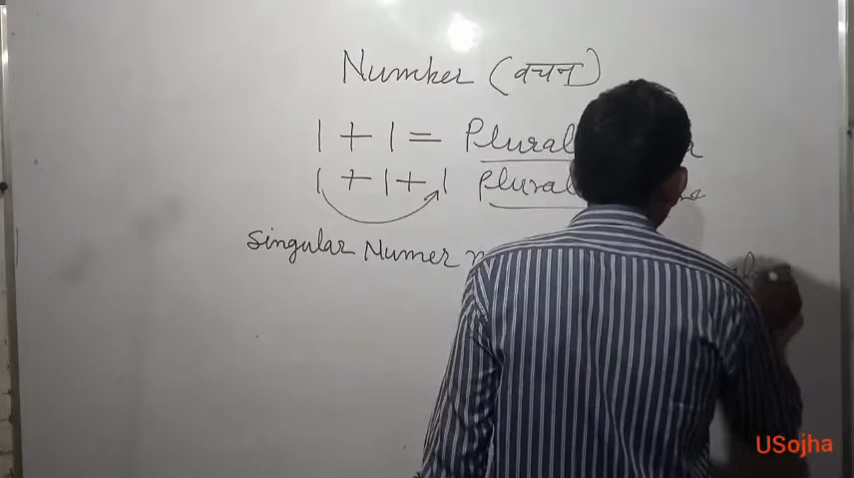 Number (वचन)
1 + 1 = Plural
1 + 1 + 1 Plural
Singular Numer
USojha